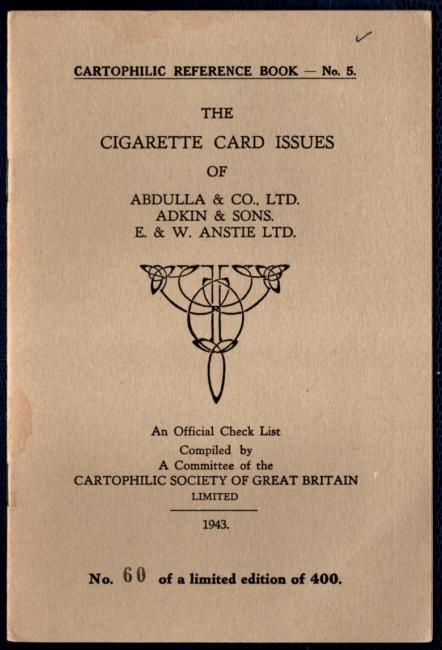 CARTOPHILIC REFERENCE BOOK — No. 5.
THE
CIGARETTE CARD ISSUES
OF
ABDULLA & CO., LTD.
ADKIN & SONS.
E. & W. ANSTIE LTD.
An Official Check List
Compiled by
A Committee of the
CARTOPHILIC SOCIETY OF GREAT BRITAIN
LIMITED
1943.
No. 60 of a limited edition of 400.